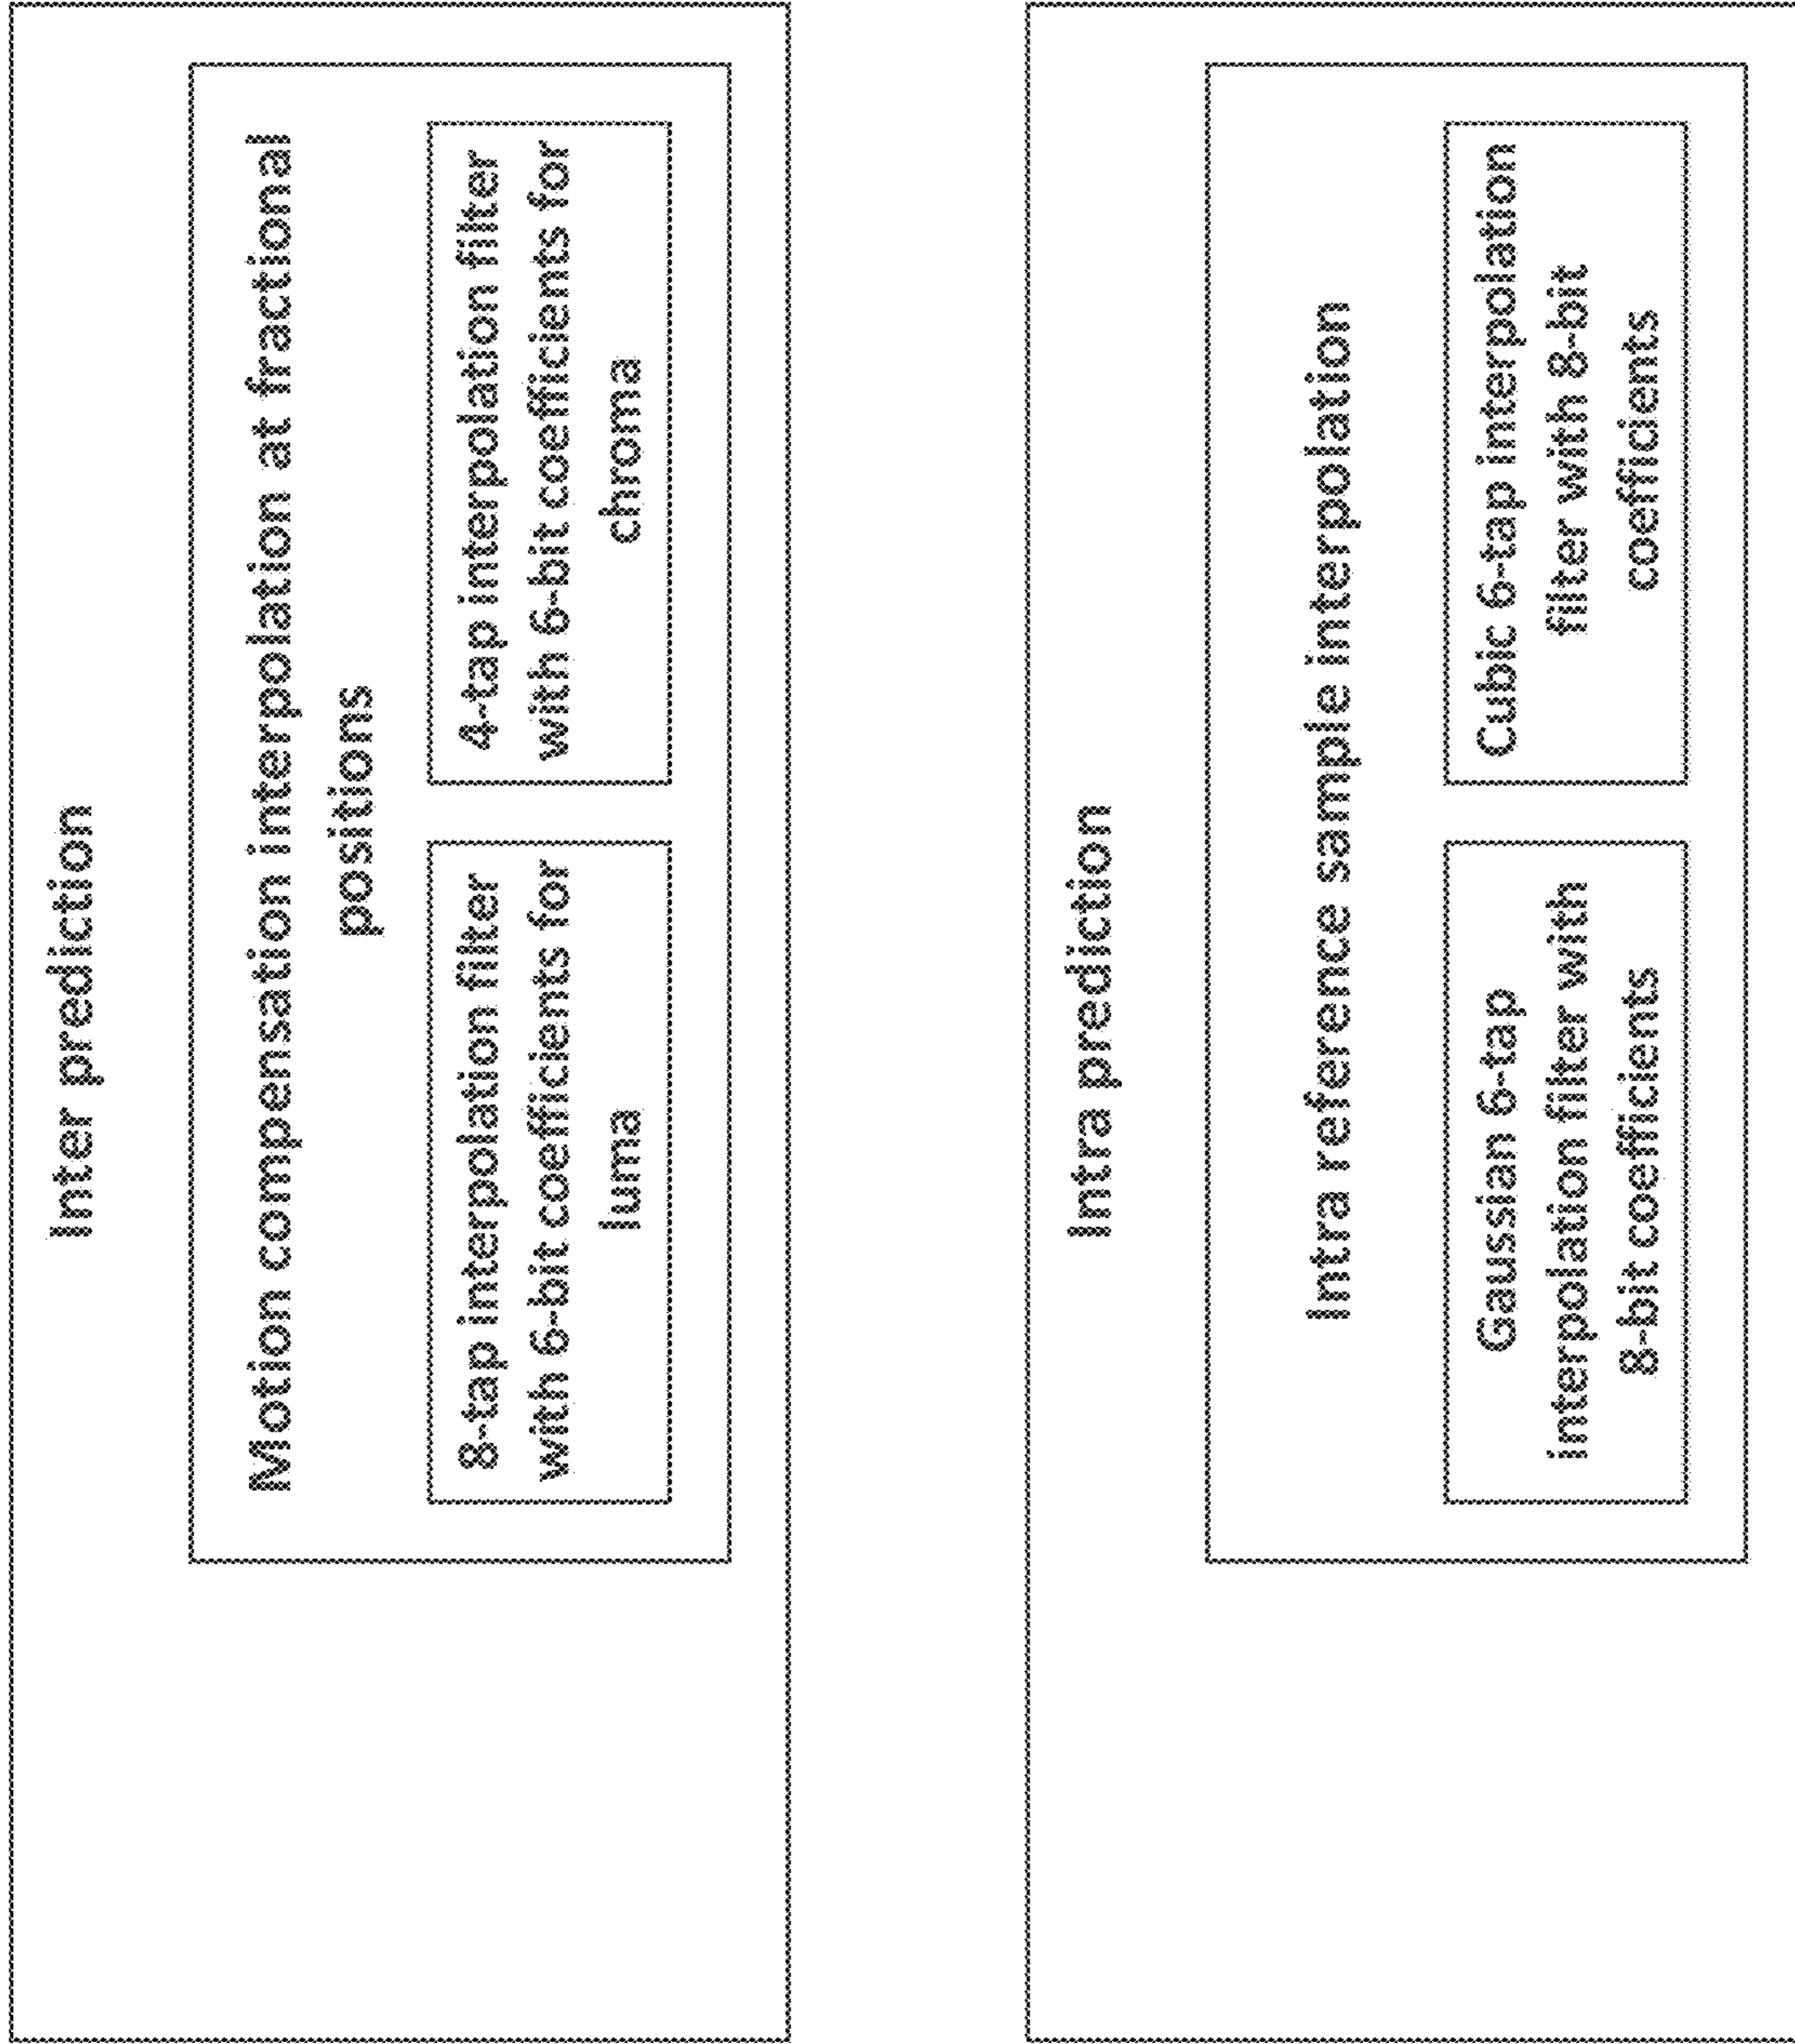 Inter prediction
Motion compensation interpolation at fractional
positions
8-tap interpolation filter
with 6-bit coefficients for
luma
4-tap interpolation filter
with 6-bit coefficients for
chroma
Intra prediction
Intra reference sample interpolation
Gaussian 6-tap
interpolation filter with
8-bit coefficients
Cubic 6-tap interpolation
filter with 8-bit
coefficients